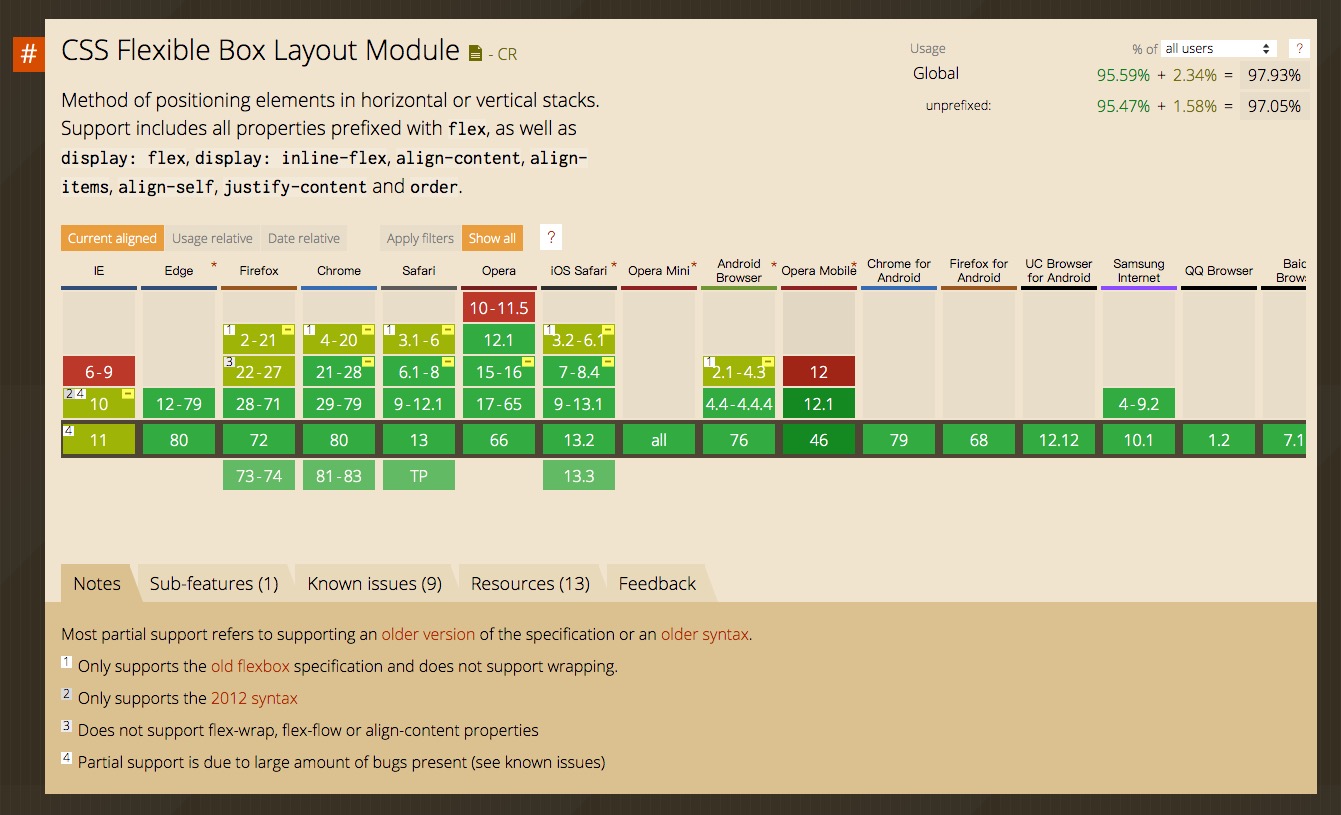 #
CSS Flexible Box Layout Module - CR
Usage % of all users ?
Global 95.59% + 2.34% = 97.93%
unprefixed: 95.47% + 1.58% = 97.05%
Method of positioning elements in horizontal or vertical stacks.
Support includes all properties prefixed with flex, as well as
display: flex, display: inline-flex, align-content, align-
items, align-self, justify-content and order.
Current aligned Usage relative Date relative Apply filters Show all ?
IE Edge * Firefox Chrome Safari Opera iOS Safari * Opera Mini * Android Browser * Opera Mobile * Chrome for Android Firefox for Android UC Browser for Android Samsung Internet QQ Browser
10-11.5
1 2-21 1 4-20 1 3.1-6 12.1 1 3.2-6.1
6-9 3 22-27 21-28 6.1-8 15-16 7-8.4 1 2.1-4.3 12
2 4 10 12-79 28-71 29-79 9-12.1 17-65 9-13.1 4.4-4.4.4 12.1 4-9.2
4 11 80 72 80 13 66 13.2 all 76 46 79 68 12.12 10.1 1.2 7.1
73-74 81-83 TP 13.3
Notes Sub-features (1) Known issues (9) Resources (13) Feedback
Most partial support refers to supporting an older version of the specification or an older syntax.
1 Only supports the old flexbox specification and does not support wrapping.
2 Only supports the 2012 syntax
3 Does not support flex-wrap, flex-flow or align-content properties
4 Partial support is due to large amount of bugs present (see known issues)